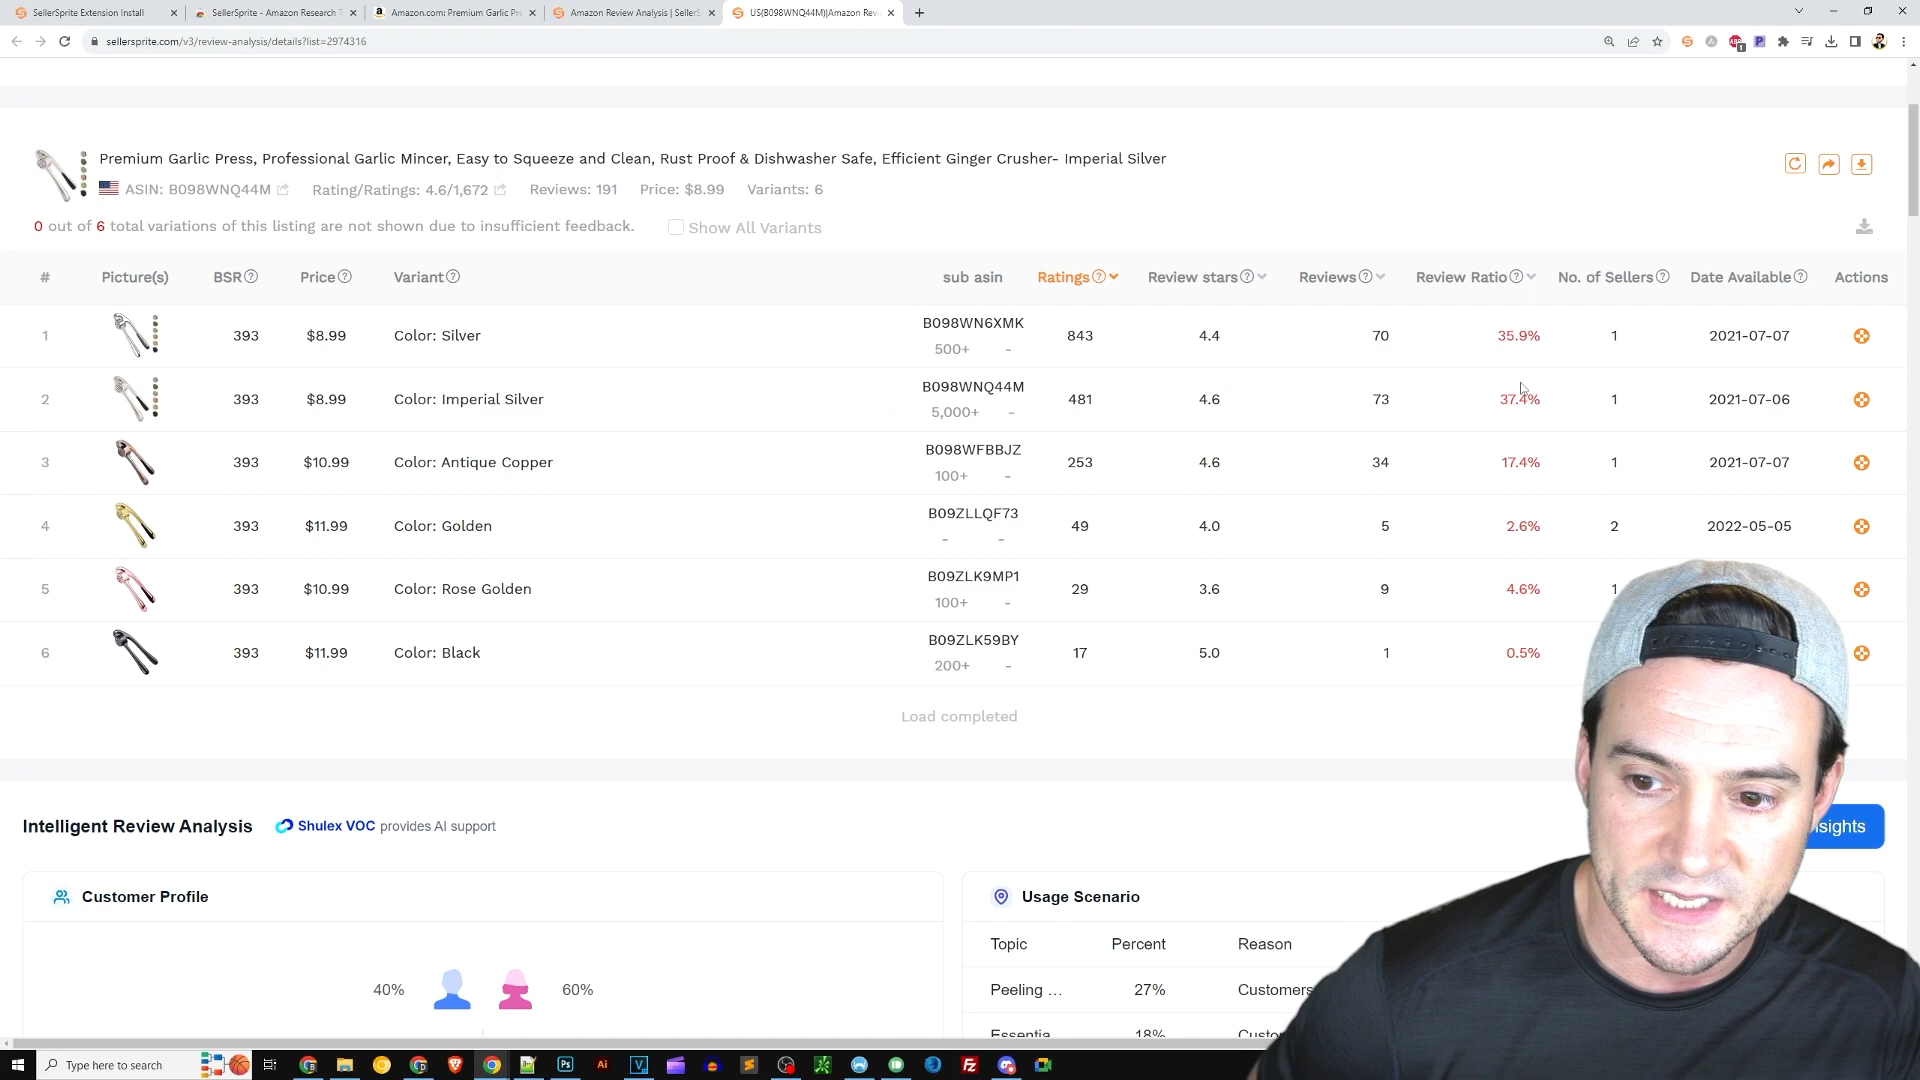 SellerSprite Extension Install
SellerSprite - Amazon Research T
Amazon.com: Premium Garlic Pre
Amazon Review Analysis | SellerS
US(B098WNQ44M)|Amazon Revi
sellersprite.com/v3/review-analysis/details?list=2974316
Premium Garlic Press, Professional Garlic Mincer, Easy to Squeeze and Clean, Rust Proof & Dishwasher Safe, Efficient Ginger Crusher- Imperial Silver
ASIN: B098WNQ44M Rating/Ratings: 4.6/1,672 Reviews: 191 Price: $8.99 Variants: 6
0 out of 6 total variations of this listing are not shown due to insufficient feedback. Show All Variants
# Picture(s) BSR Price Variant sub asin Ratings Review stars Reviews Review Ratio No. of Sellers Date Available Actions
1 393 $8.99 Color: Silver B098WN6XMK 843 4.4 70 35.9% 1 2021-07-07
500+ -
2 393 $8.99 Color: Imperial Silver B098WNQ44M 481 4.6 73 37.4% 1 2021-07-06
5,000+ -
3 393 $10.99 Color: Antique Copper B098WFBBJZ 253 4.6 34 17.4% 1 2021-07-07
100+ -
4 393 $11.99 Color: Golden B09ZLLQF73 49 4.0 5 2.6% 2 2022-05-05
- -
5 393 $10.99 Color: Rose Golden B09ZLK9MP1 29 3.6 9 4.6% 1
100+ -
6 393 $11.99 Color: Black B09ZLK59BY 17 5.0 1 0.5%
200+ -
Load completed
Intelligent Review Analysis Shulex VOC provides AI support
sights
Customer Profile
40% 60%
Usage Scenario
Topic Percent Reason
Peeling ... 27% Customers
Essentia 18% Custo
Type here to search